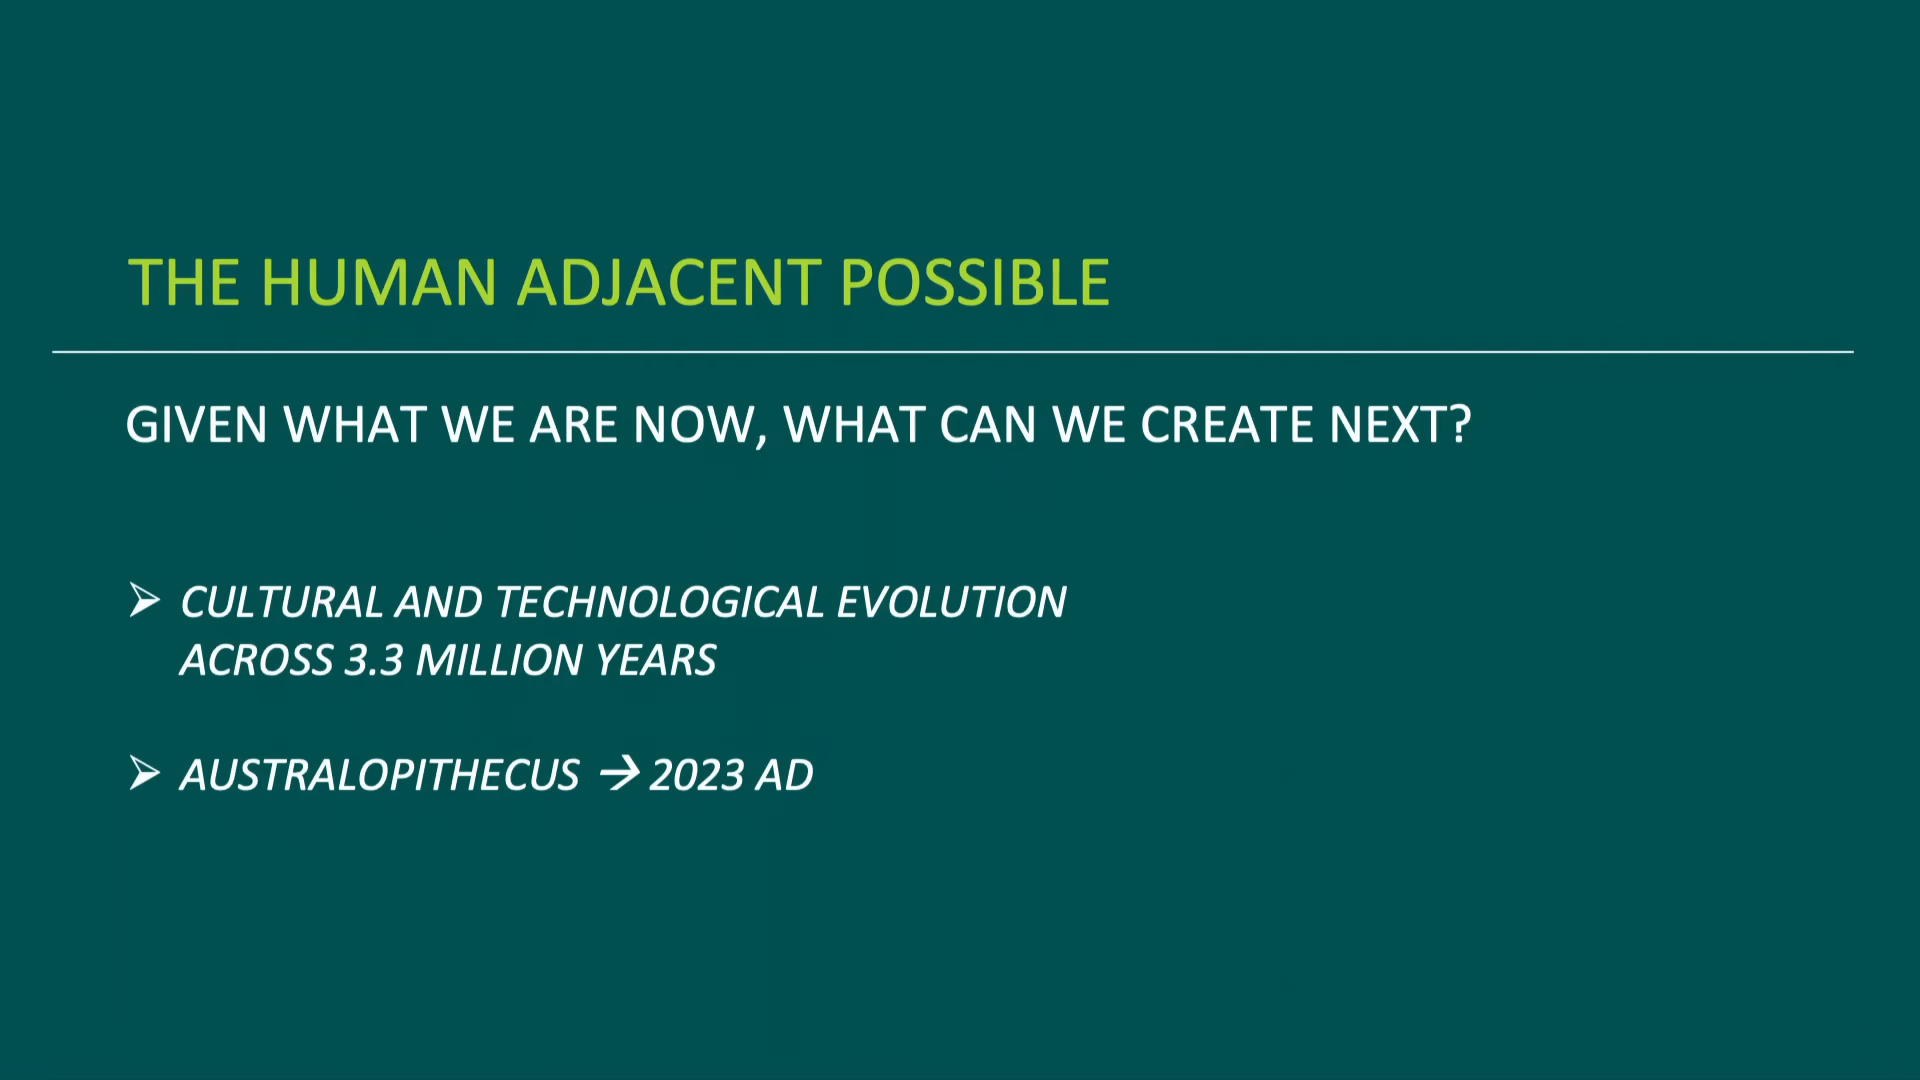 THE HUMAN ADJACENT POSSIBLE
GIVEN WHAT WE ARE NOW, WHAT CAN WE CREATE NEXT?
➢ CULTURAL AND TECHNOLOGICAL EVOLUTION
ACROSS 3.3 MILLION YEARS
➢ AUSTRALOPITHECUS → 2023 AD